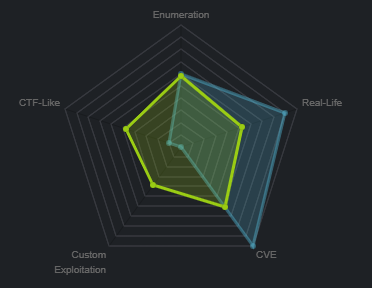 Enumeration
CTF-Like
Real-Life
Custom
Exploitation
CVE